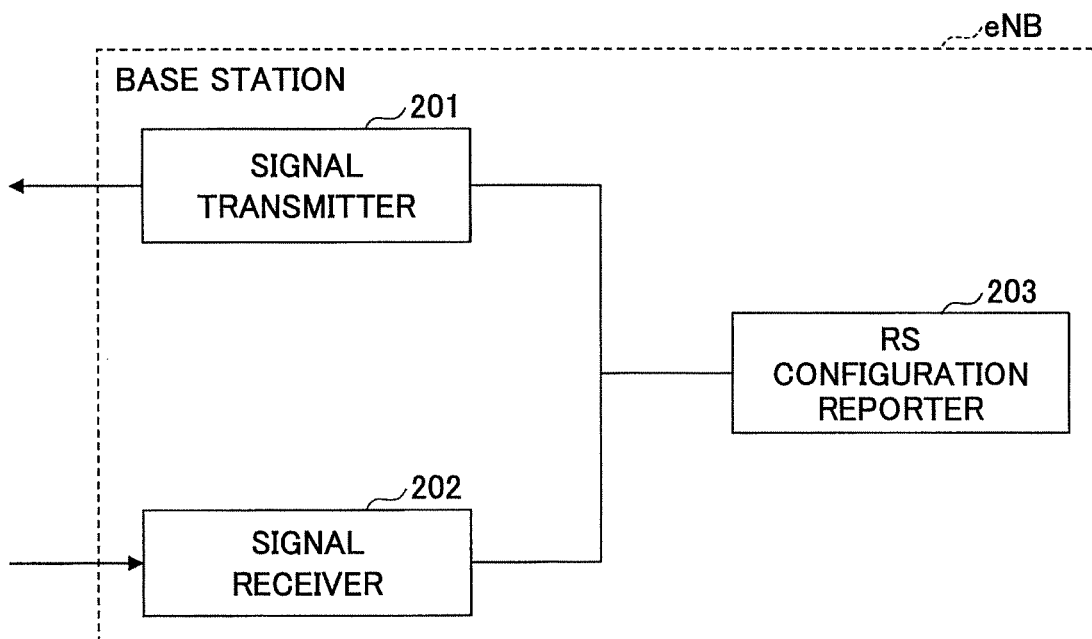 eNB
BASE STATION
201
SIGNAL
TRANSMITTER
203
RS
CONFIGURATION
REPORTER
202
SIGNAL
RECEIVER